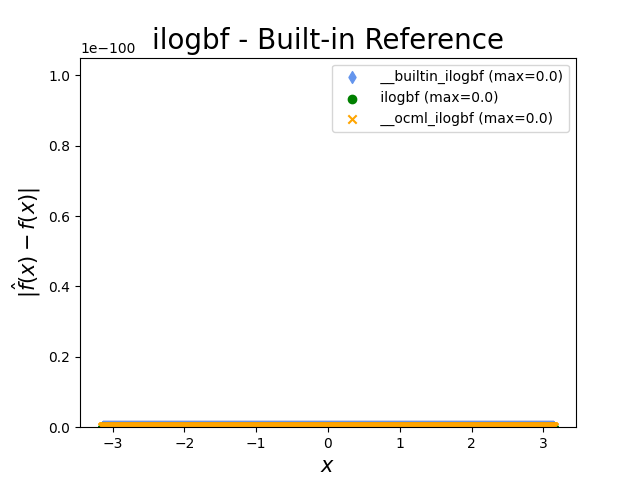 ilogbf - Built-in Reference
1e−100
__builtin_ilogbf (max=0.0)
ilogbf (max=0.0)
__ocml_ilogbf (max=0.0)
1.0
0.8
0.6
0.4
0.2
0.0
|f̂(x) − f(x)|
−3
−2
−1
0
1
2
3
x